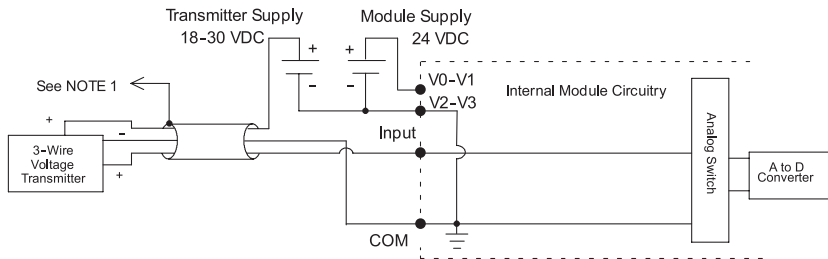 Transmitter Supply
18-30 VDC
Module Supply
24 VDC
+
-
+
-
See NOTE 1
V0-V1
V2-V3
Internal Module Circuitry
Input
+
-
+
3-Wire
Voltage
Transmitter
Analog Switch
A to D
Converter
COM